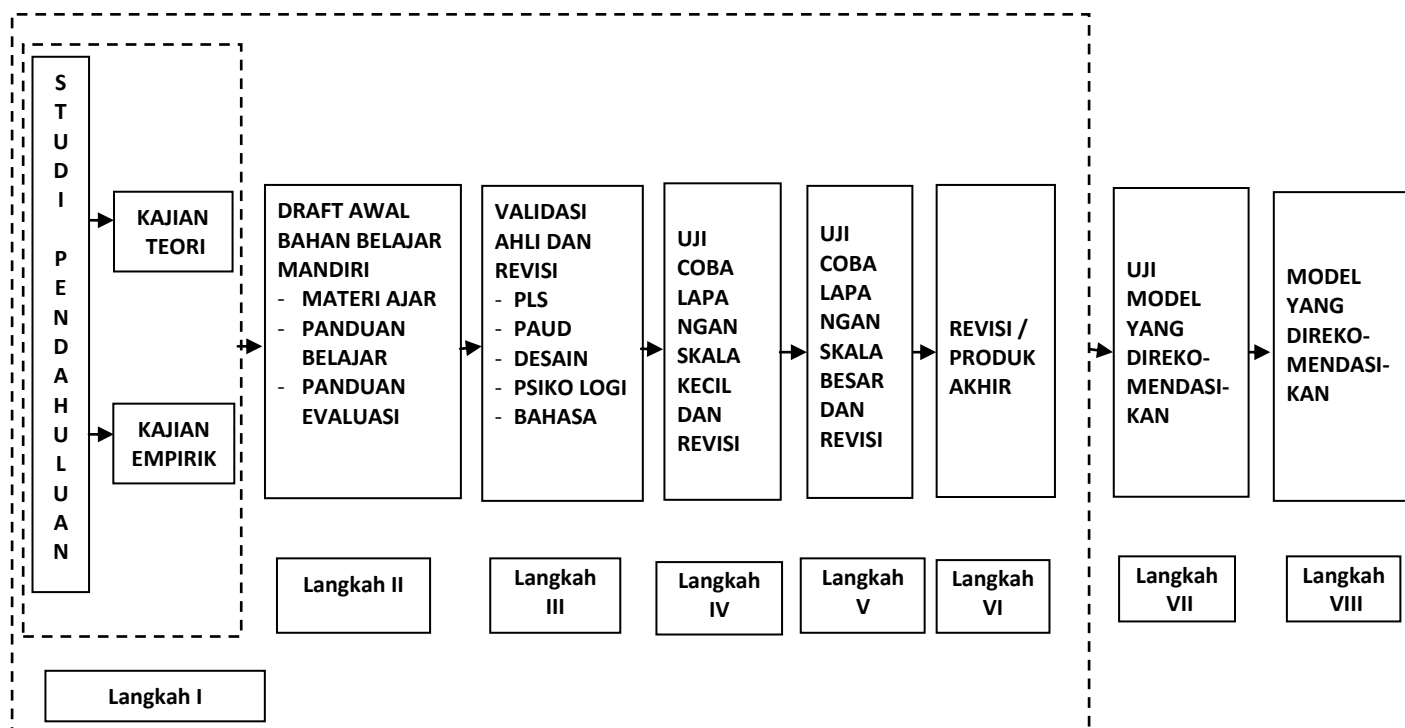 S
T
U
D
I
P
E
N
D
A
H
U
L
U
A
N
KAJIAN
TEORI
KAJIAN
EMPIRIK
DRAFT AWAL
BAHAN BELAJAR
MANDIRI
- MATERI AJAR
- PANDUAN
BELAJAR
- PANDUAN
EVALUASI
VALIDASI
AHLI DAN
REVISI
- PLS
- PAUD
- DESAIN
- PSIKO LOGI
- BAHASA
UJI
COBA
LAPA
NGAN
SKALA
KECIL
DAN
REVISI
UJI
COBA
LAPA
NGAN
SKALA
BESAR
DAN
REVISI
REVISI /
PRODUK
AKHIR
UJI
MODEL
YANG
DIREKO-
MENDASI-
KAN
MODEL
YANG
DIREKO-
MENDASI-
KAN
Langkah I
Langkah II
Langkah
III
Langkah
IV
Langkah
V
Langkah
VI
Langkah
VII
Langkah
VIII